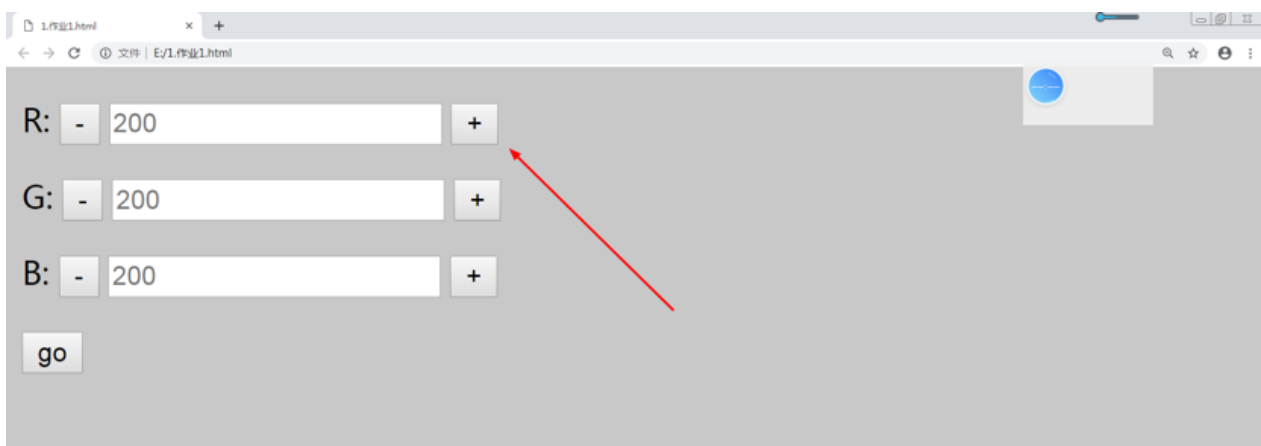 1.作业1.html × +
文件 | E:/1.作业1.html
R: - 200 +
G: - 200 +
B: - 200 +
go